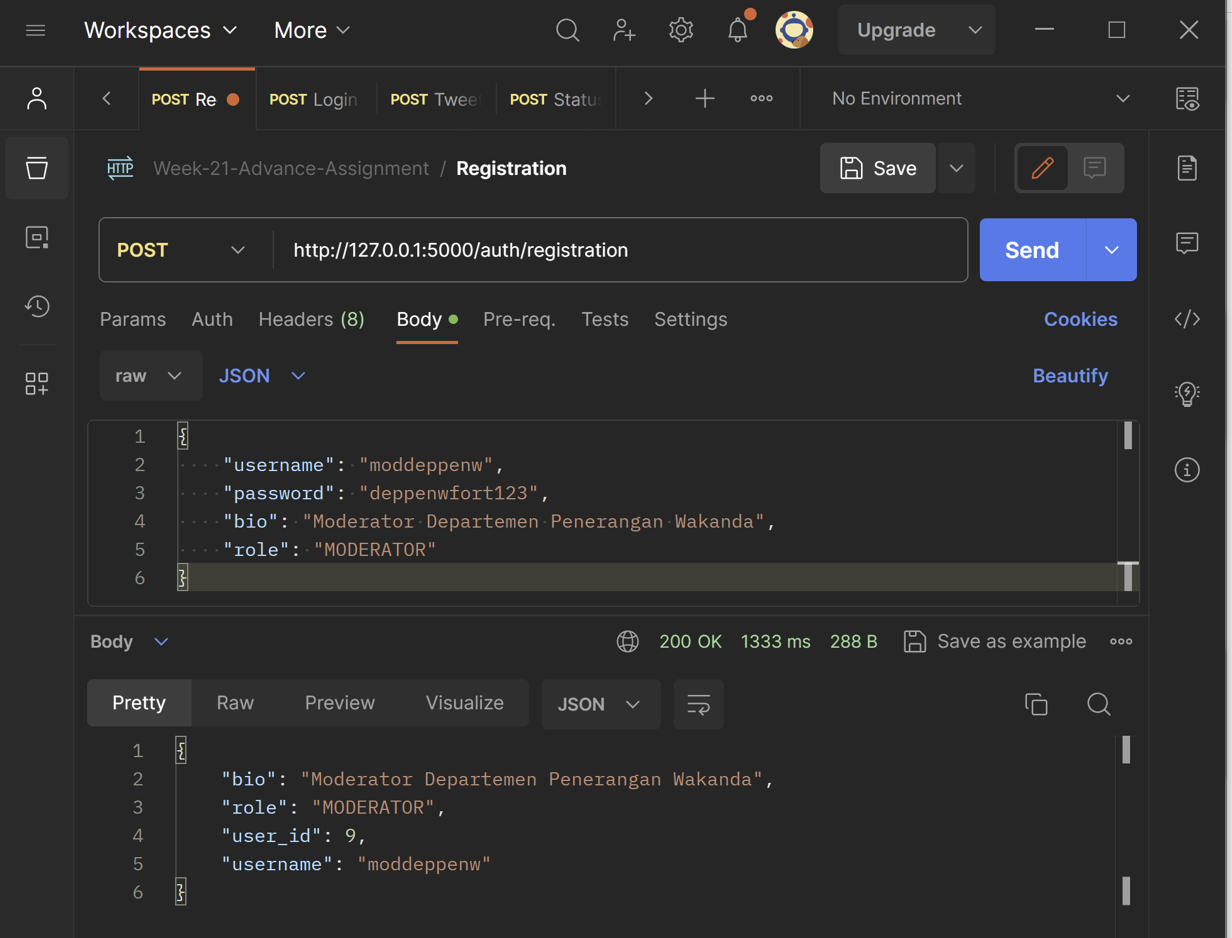 Workspaces More Upgrade
POST Re POST Login POST Twee POST Statu No Environment
HTTP Week-21-Advance-Assignment / Registration Save
POST http://127.0.0.1:5000/auth/registration Send
Params Auth Headers (8) Body Pre-req. Tests Settings Cookies
raw JSON Beautify
1 {
2 "username": "moddeppenw",
3 "password": "deppenwfort123",
4 "bio": "Moderator Departemen Penerangan Wakanda",
5 "role": "MODERATOR"
6 }
Body 200 OK 1333 ms 288 B Save as example
Pretty Raw Preview Visualize JSON
1 {
2 "bio": "Moderator Departemen Penerangan Wakanda",
3 "role": "MODERATOR",
4 "user_id": 9,
5 "username": "moddeppenw"
6 }